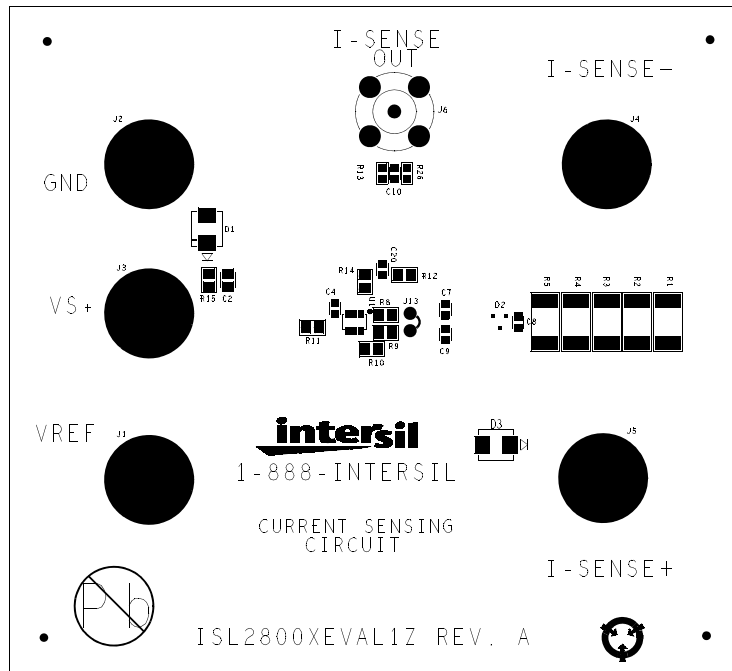 I-SENSE
OUT
I-SENSE-
J2
J6
J4
R13
R26
C10
GND
D1
J3
C20
R14
R12
R15
C2
VS+
C4
U1
R8
J13
C7
D2
C8
R5
R4
R3
R2
R1
R11
R9
C9
R10
VREF
J1
intersil
D3
J5
1-888-INTERSIL
CURRENT SENSING
CIRCUIT
I-SENSE+
Pb
ISL2800XEVAL1Z REV. A